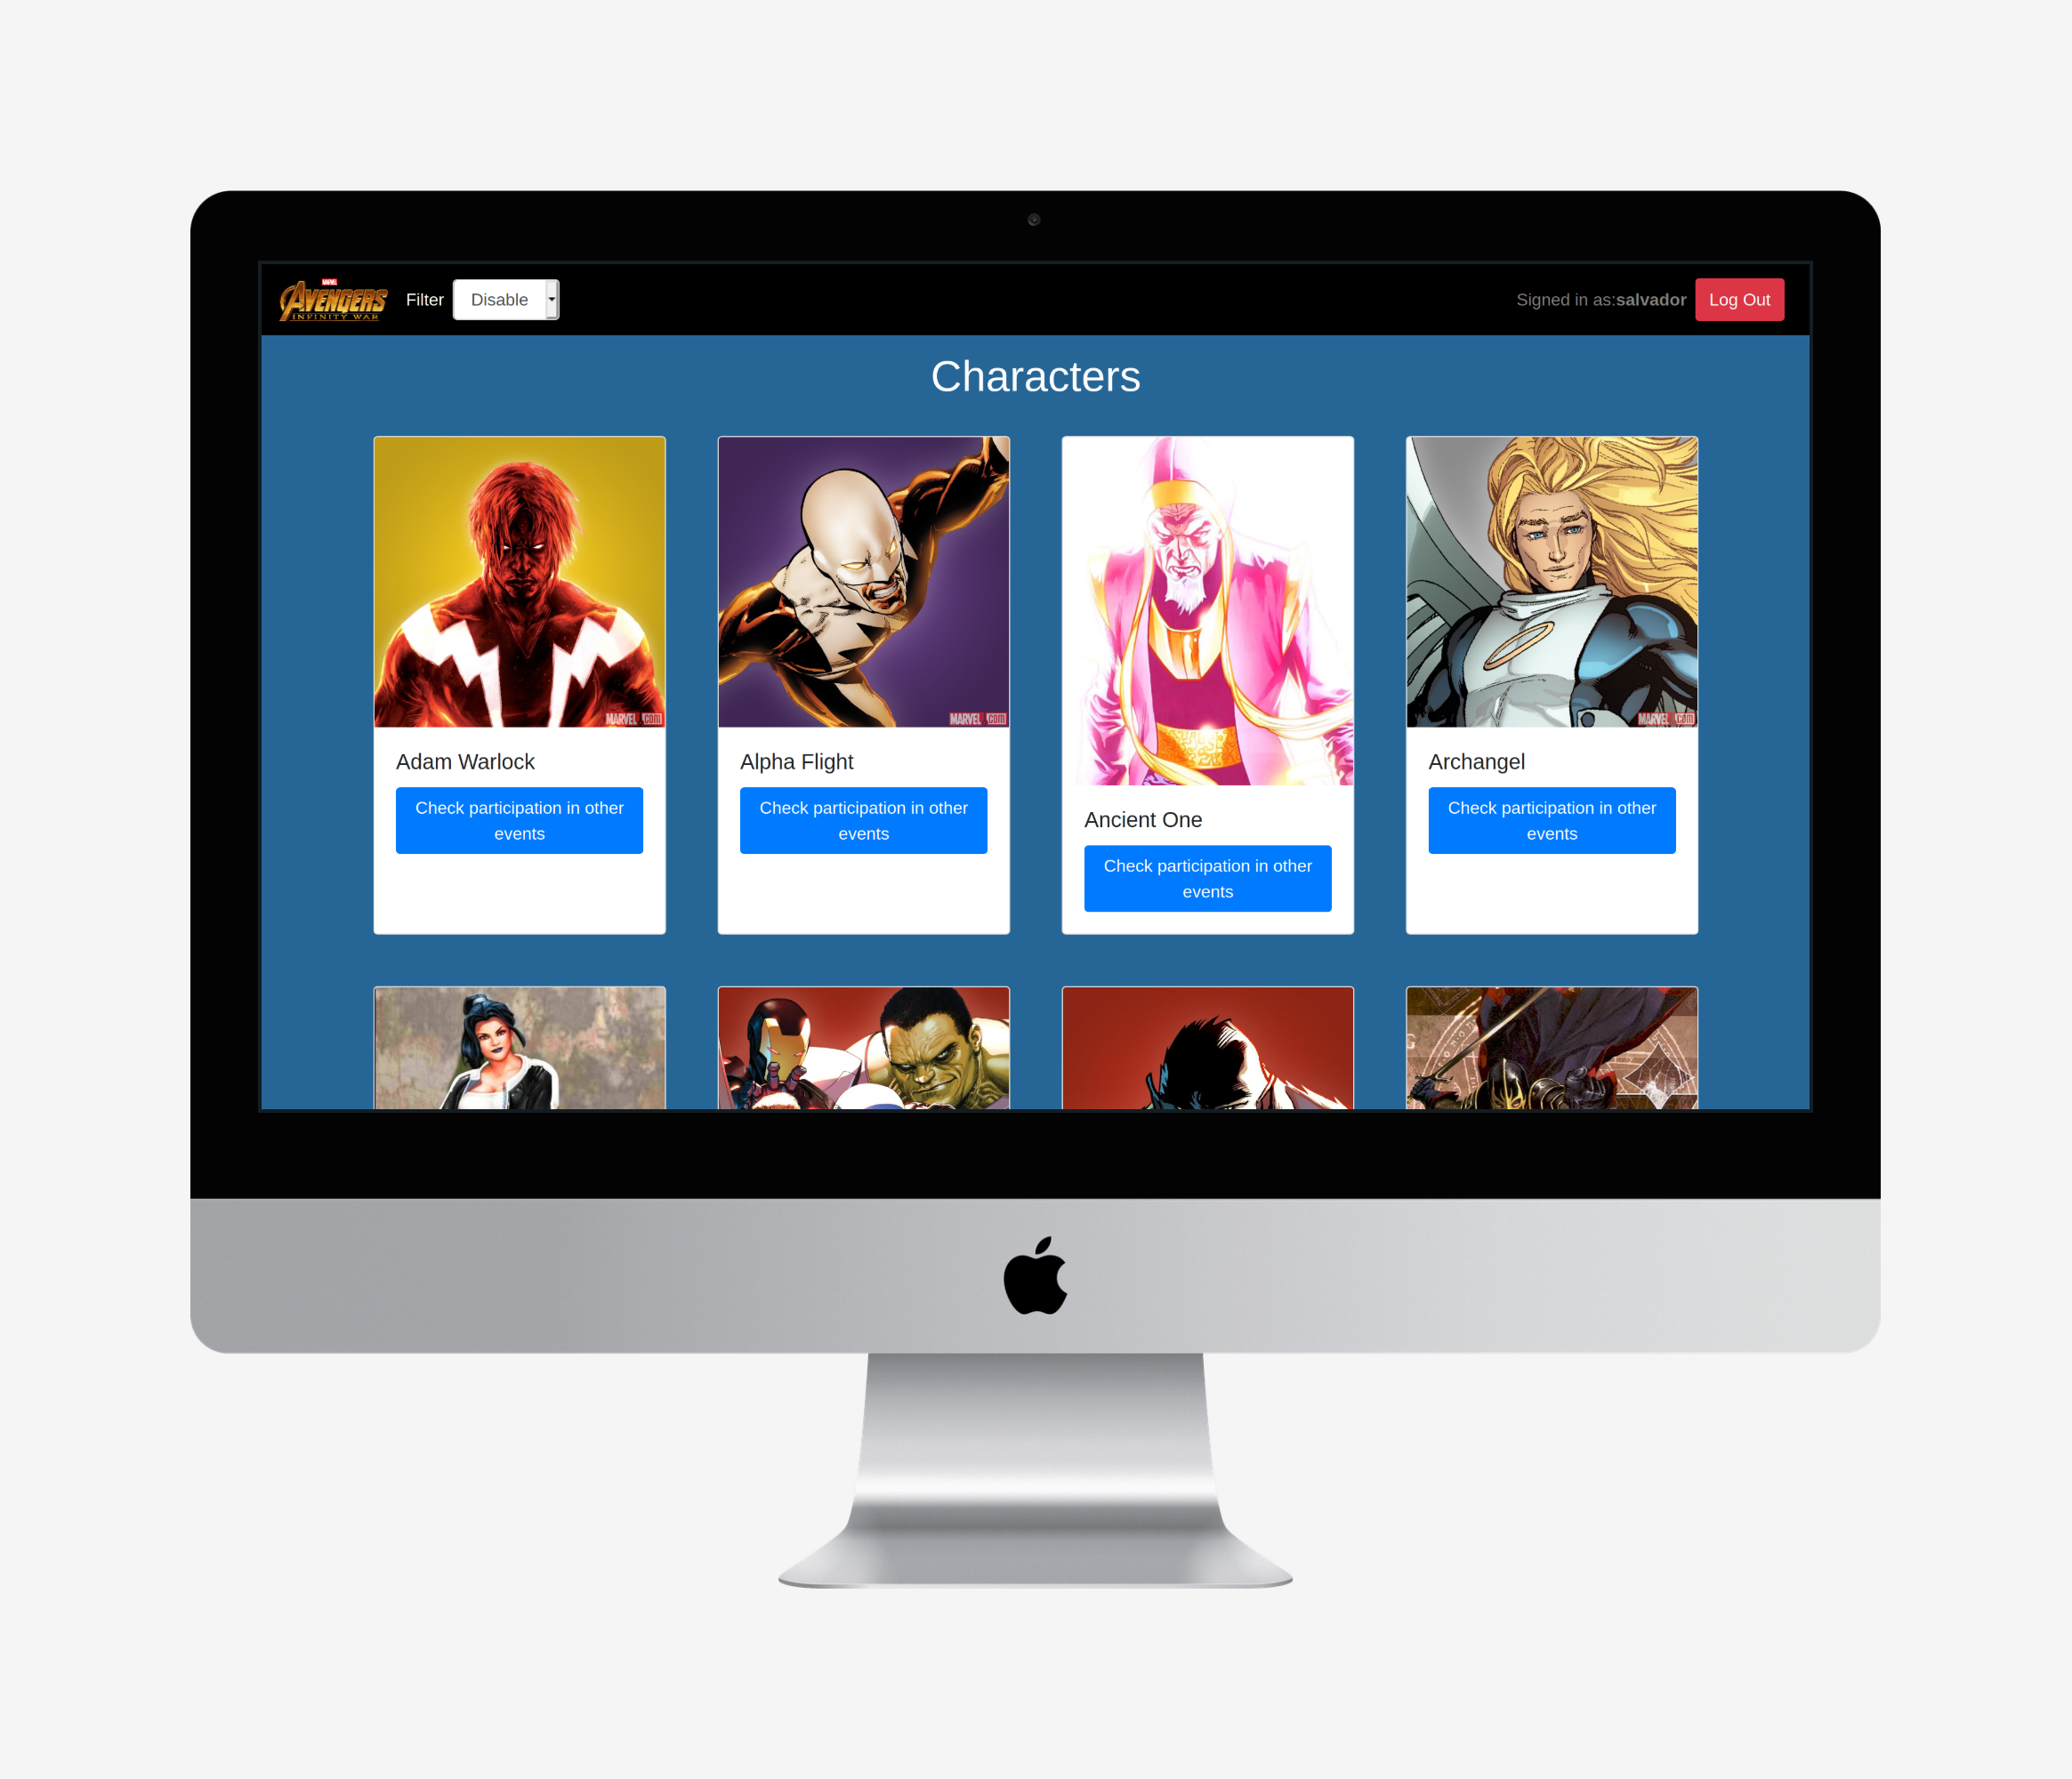 MARVEL
AVENGERS
INFINITY WAR
Filter
Disable
Signed in as:salvador
Log Out
Characters
MARVEL.COM
MARVEL.COM
MARVEL.COM
Adam Warlock
Check participation in other
events
Alpha Flight
Check participation in other
events
Ancient One
Check participation in other
events
Archangel
Check participation in other
events